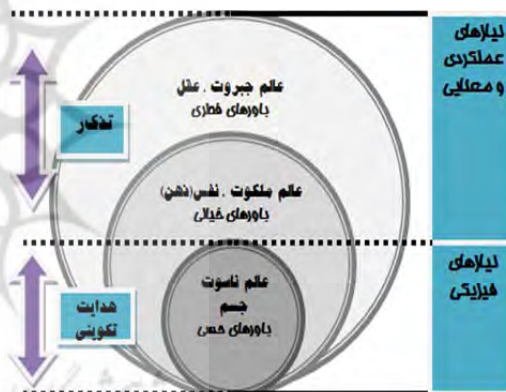 نیازهای
عملکردی
و معنایی
عالم جبروت . عقل
باورهای فطری
تذکار
عالم ملکوت . نفس(ذهن)
باورهای خیالی
نیازهای
فیزیکی
عالم ناسوت
جسم
باورهای حسی
هدایت
تکوینی